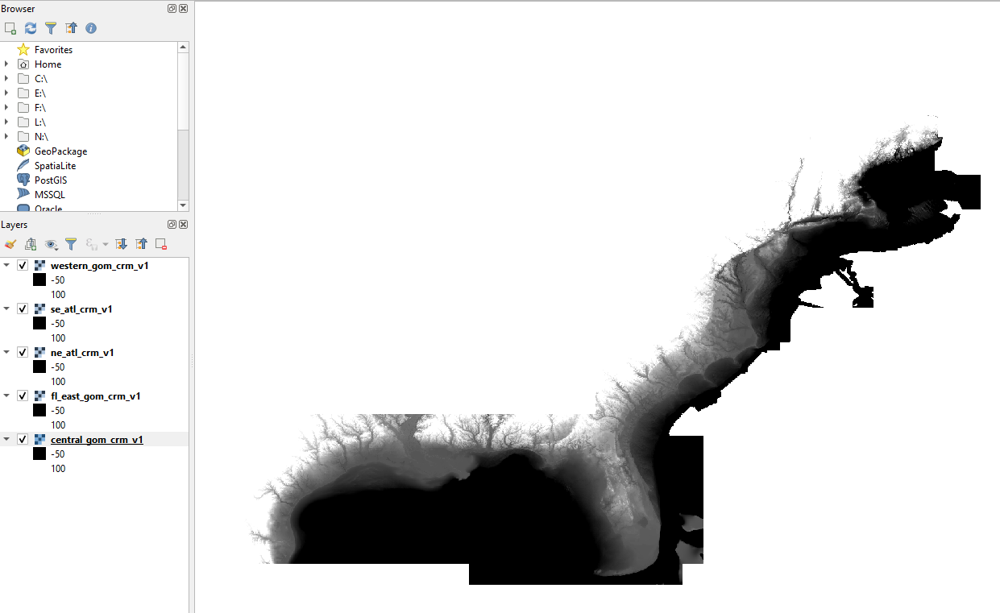 Browser
Favorites
Home
C:\
E:\
F:\
L:\
N:\
GeoPackage
SpatiaLite
PostGIS
MSSQL
Oracle
Layers
western_gom_crm_v1
-50
100
se_atl_crm_v1
-50
100
ne_atl_crm_v1
-50
100
fl_east_gom_crm_v1
-50
100
central_gom_crm_v1
-50
100